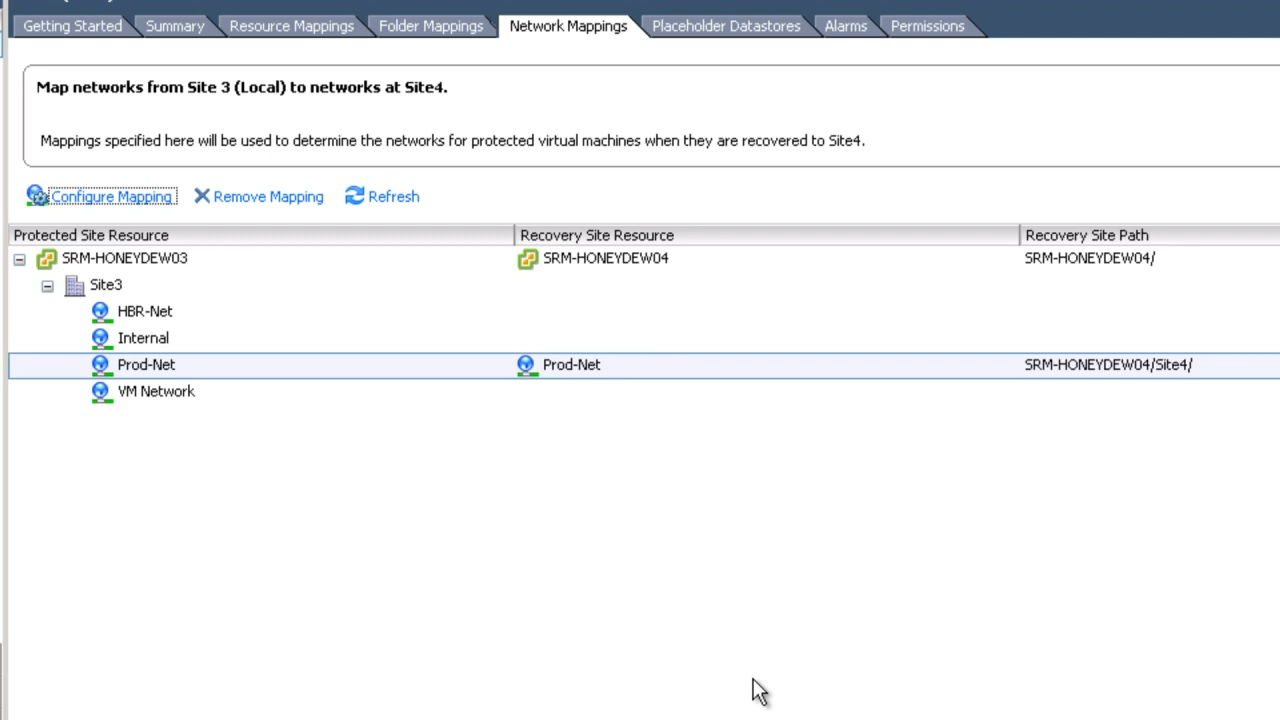 Getting Started Summary Resource Mappings Folder Mappings Network Mappings Placeholder Datastores Alarms Permissions
Map networks from Site 3 (Local) to networks at Site4.
Mappings specified here will be used to determine the networks for protected virtual machines when they are recovered to Site4.
Configure Mapping Remove Mapping Refresh
Protected Site Resource Recovery Site Resource Recovery Site Path
SRM-HONEYDEW03 SRM-HONEYDEW04 SRM-HONEYDEW04/
Site3
HBR-Net
Internal
Prod-Net Prod-Net SRM-HONEYDEW04/Site4/
VM Network